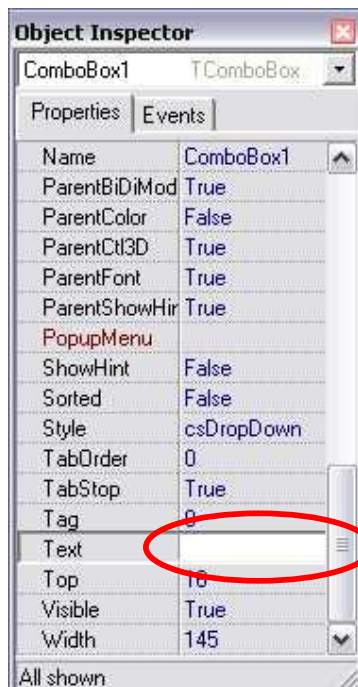 Object Inspector
ComboBox1 TComboBox
Properties Events
Name ComboBox1
ParentBiDiMod True
ParentColor False
ParentCtl3D True
ParentFont True
ParentShowHir True
PopupMenu
ShowHint False
Sorted False
Style csDropDown
TabOrder 0
TabStop True
Tag 0
Text
Top 16
Visible True
Width 145
All shown